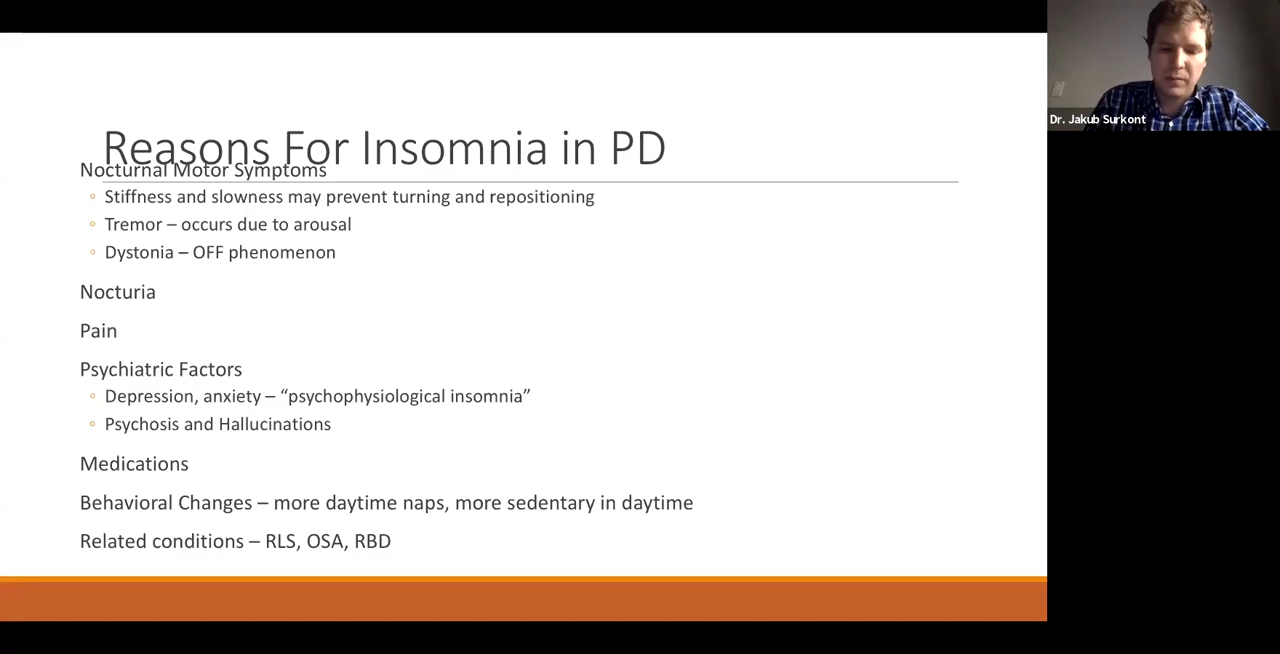 Reasons For Insomnia in PD
Nocturnal Motor Symptoms
◦ Stiffness and slowness may prevent turning and repositioning
◦ Tremor – occurs due to arousal
◦ Dystonia – OFF phenomenon
Nocturia
Pain
Psychiatric Factors
◦ Depression, anxiety – “psychophysiological insomnia”
◦ Psychosis and Hallucinations
Medications
Behavioral Changes – more daytime naps, more sedentary in daytime
Related conditions – RLS, OSA, RBD
Dr. Jakub Surkont